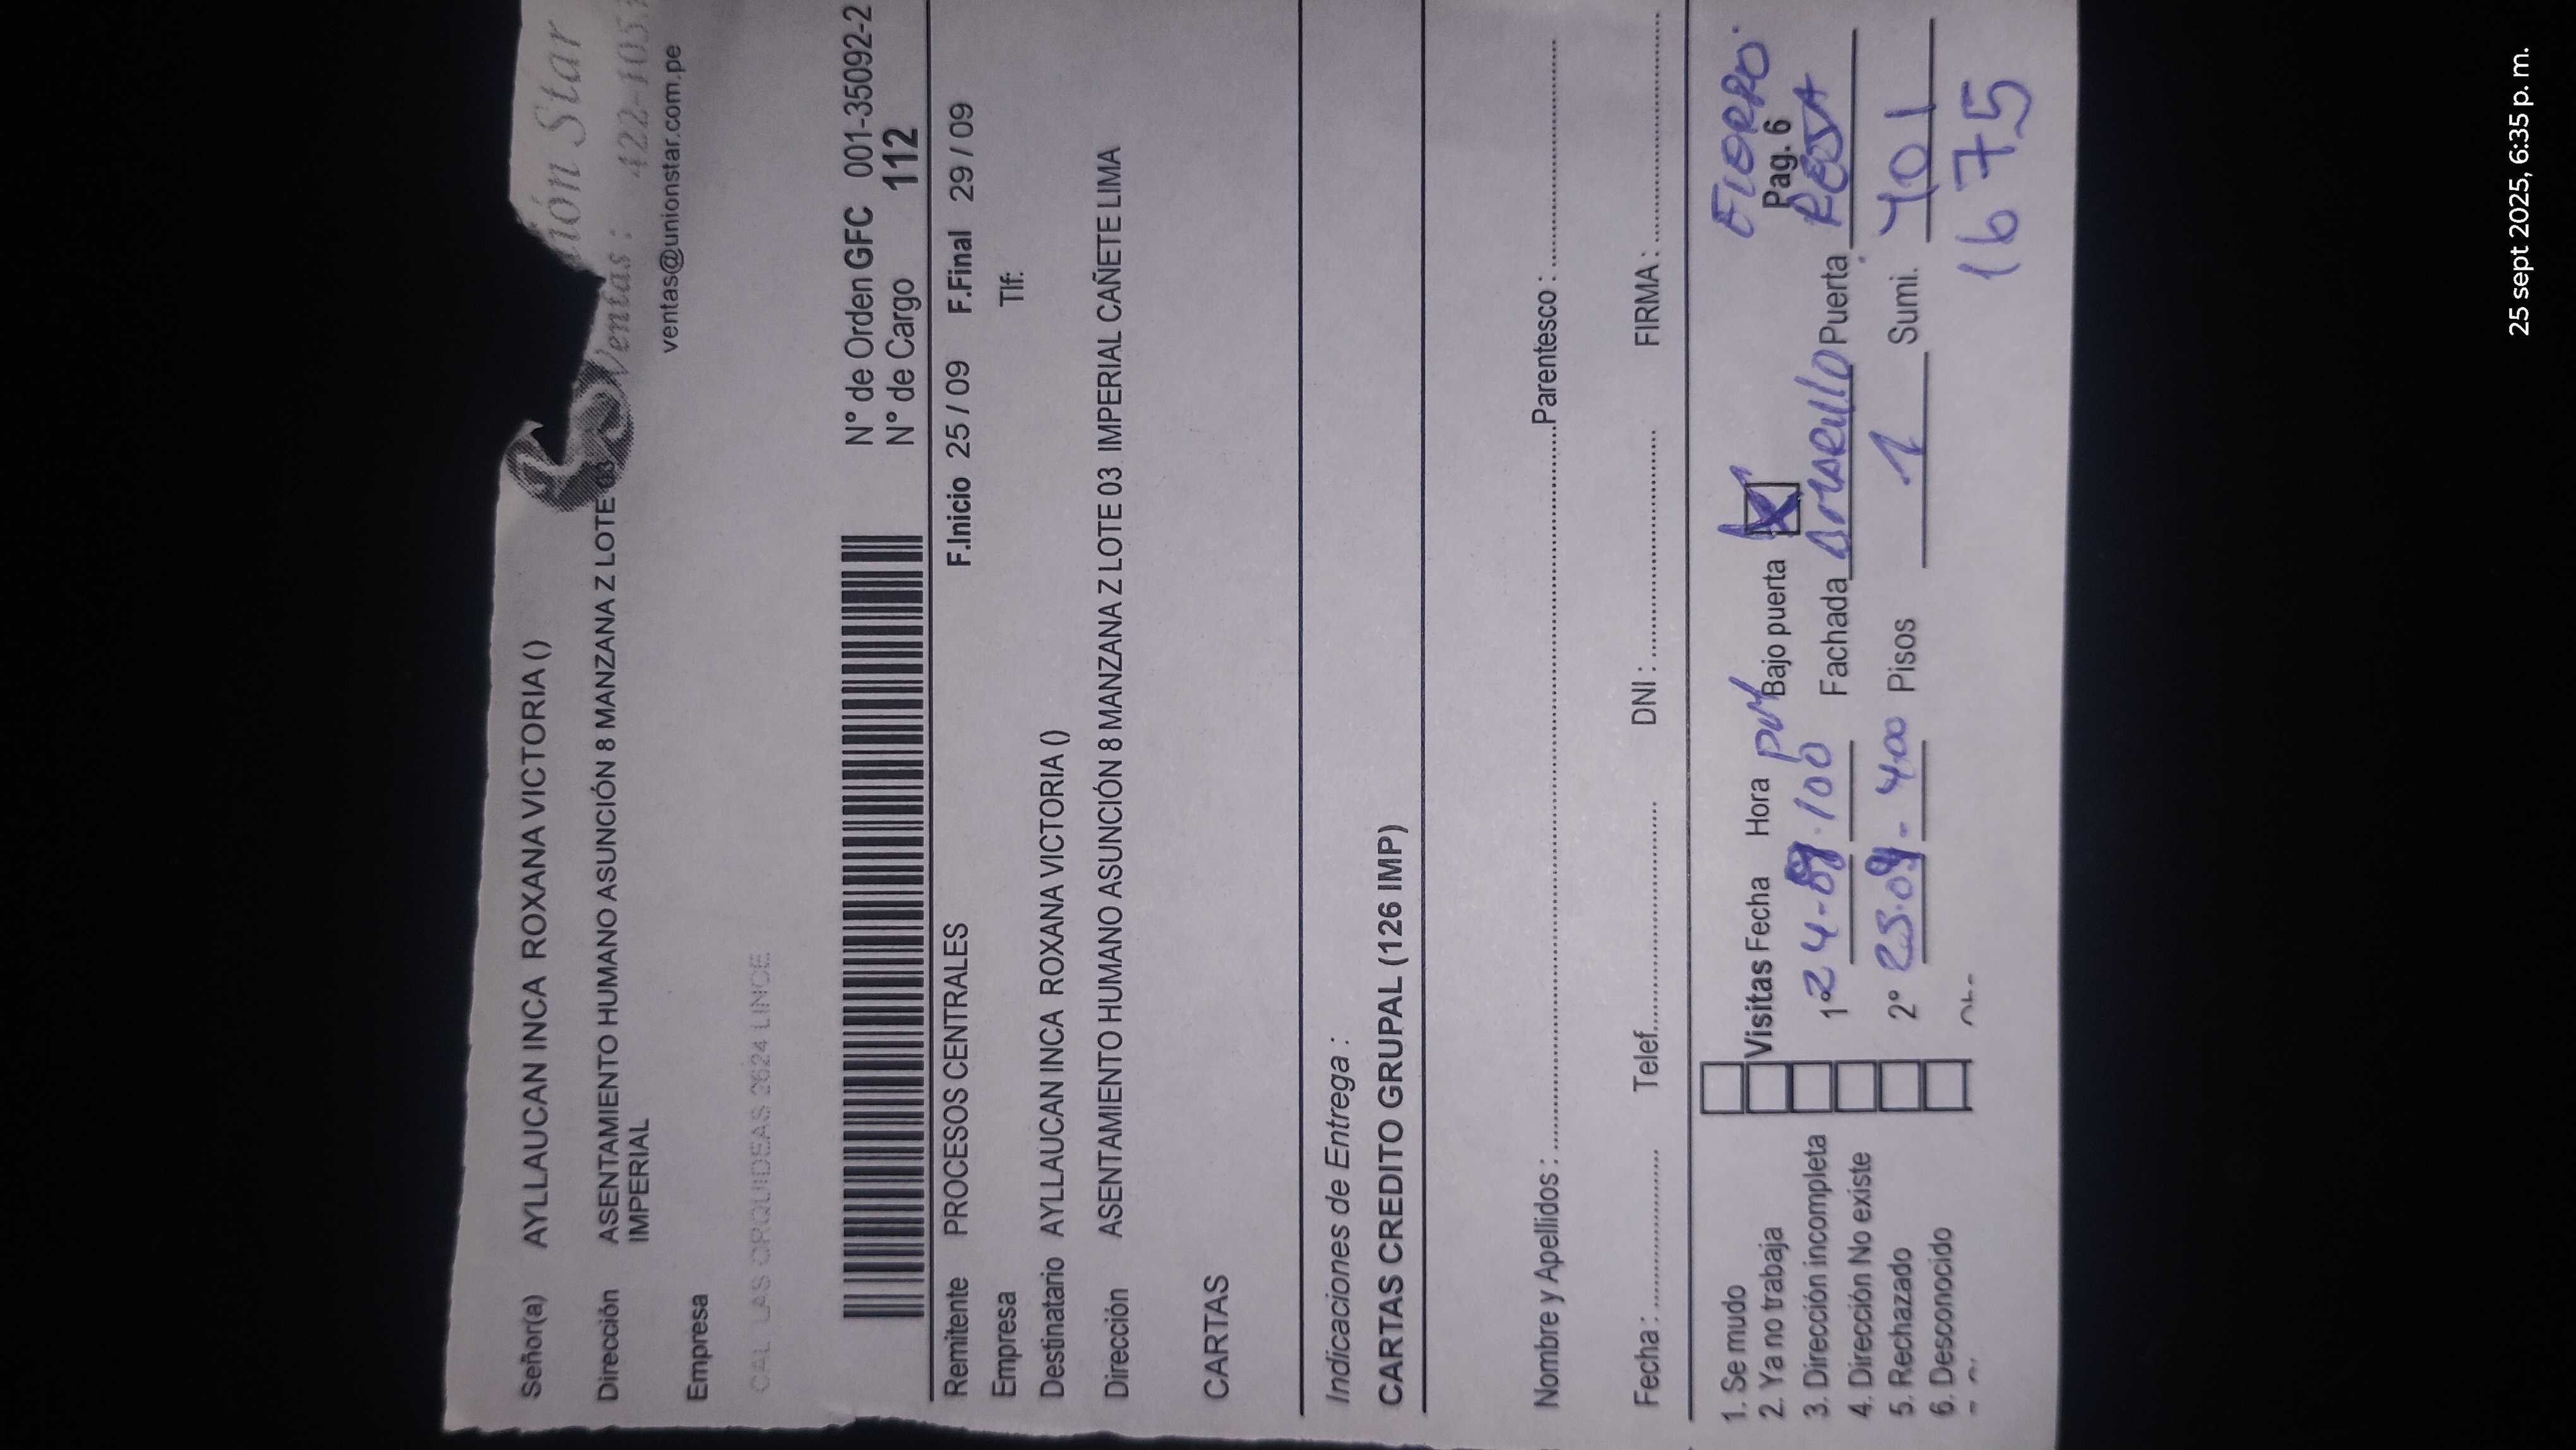 ión Star
Ventas : 422-105
ventas@unionstar.com.pe
Señor(a) AYLLAUCAN INCA ROXANA VICTORIA ()
Dirección ASENTAMIENTO HUMANO ASUNCIÓN 8 MANZANA Z LOTE 03
IMPERIAL
Empresa
CAL LAS ORQUIDEAS 2624 LINCE
N° de Orden GFC 001-35092-2
N° de Cargo 112
Remitente PROCESOS CENTRALES F.Inicio 25 / 09 F.Final 29 / 09
Empresa Tlf:
Destinatario AYLLAUCAN INCA ROXANA VICTORIA ()
Dirección ASENTAMIENTO HUMANO ASUNCIÓN 8 MANZANA Z LOTE 03 IMPERIAL CAÑETE LIMA
CARTAS
Indicaciones de Entrega :
CARTAS CREDITO GRUPAL (126 IMP)
Nombre y Apellidos : Parentesco :
Fecha : Telef. DNI : FIRMA :
1. Se mudo FIERRO
2. Ya no trabaja Visitas Fecha Hora PM Bajo puerta Pag. 6
3. Dirección incompleta 1 24-09.100 Fachada Puerta REJA
4. Dirección No existe
5. Rechazado 2° 25.09- 400 Pisos 1 Sumi. 401
6. Desconocido 1675
25 sept 2025, 6:35 p. m.